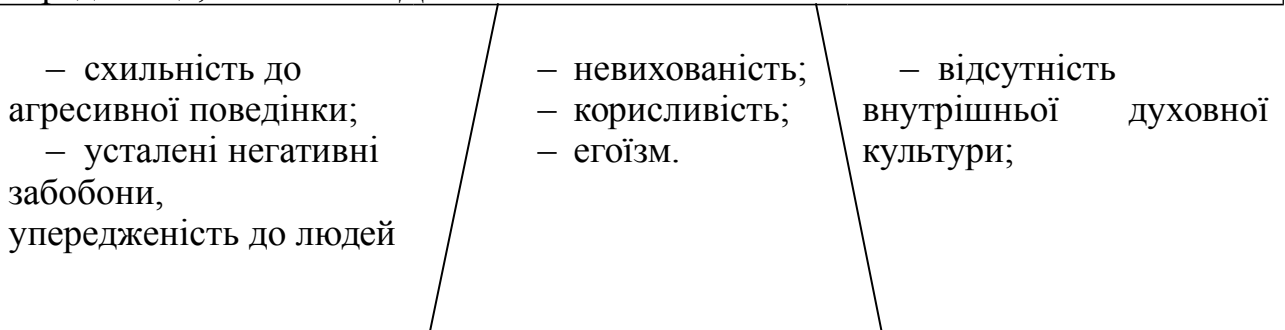 – схильність до
агресивної поведінки;
– усталені негативні
забобони,
упередженість до людей
– невихованість;
– корисливість;
– егоїзм.
– відсутність
внутрішньої духовної
культури;